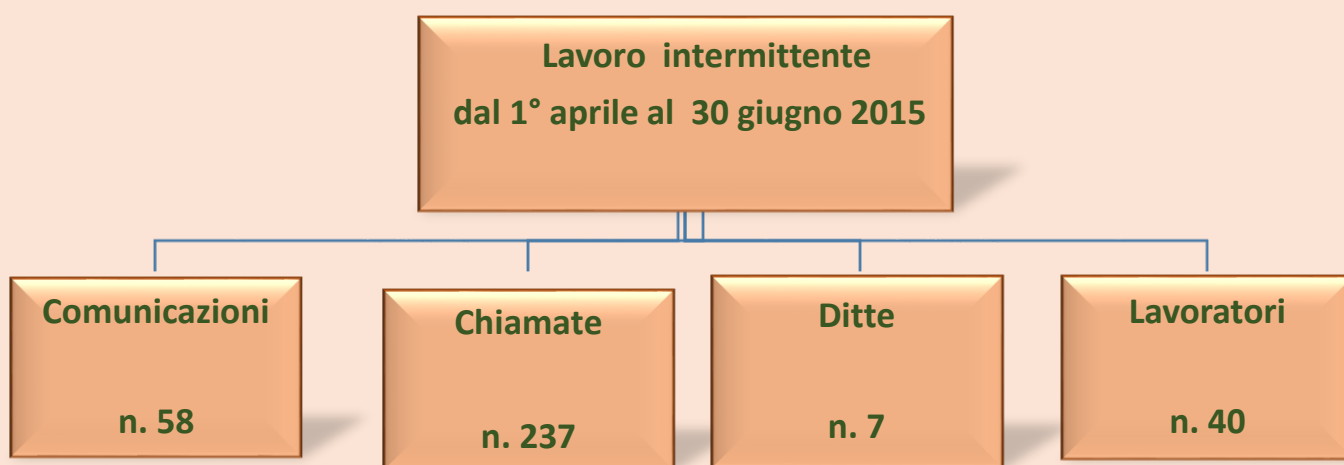 Lavoro intermittente
dal 1° aprile al 30 giugno 2015
Comunicazioni
n. 58
Chiamate
n. 237
Ditte
n. 7
Lavoratori
n. 40